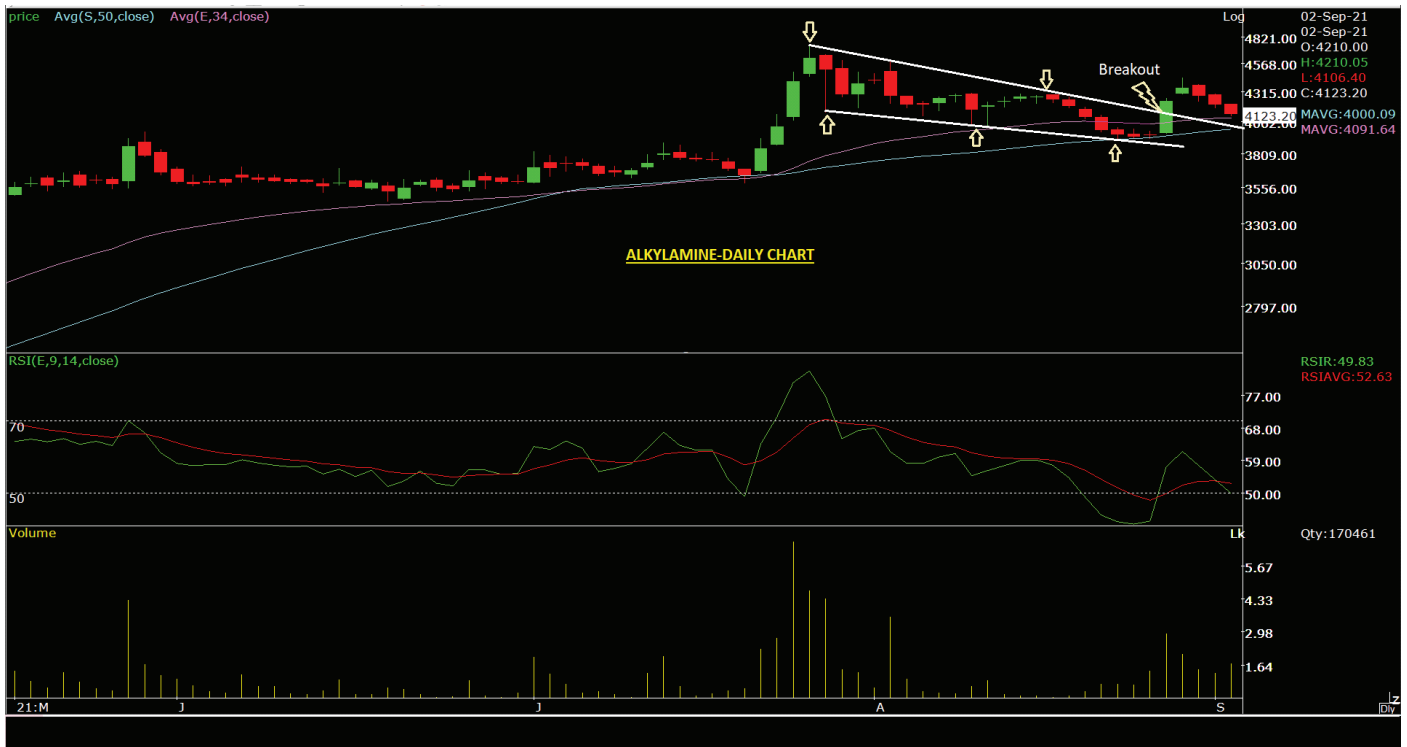 price Avg(S,50,close) Avg(E,34,close)
Log
02-Sep-21
02-Sep-21
O:4210.00
H:4210.05
L:4106.40
C:4123.20
MAVG:4000.09
MAVG:4091.64
4821.00
4568.00
4315.00
4123.20
4062.00
3809.00
3556.00
3303.00
3050.00
2797.00
Breakout
ALKYLAMINE-DAILY CHART
RSI(E,9,14,close)
RSIR:49.83
RSIAVG:52.63
77.00
70
68.00
59.00
50
50.00
Volume
Lk
Qty:170461
5.67
4.33
2.98
1.64
21:M J J A S
Z
Dly